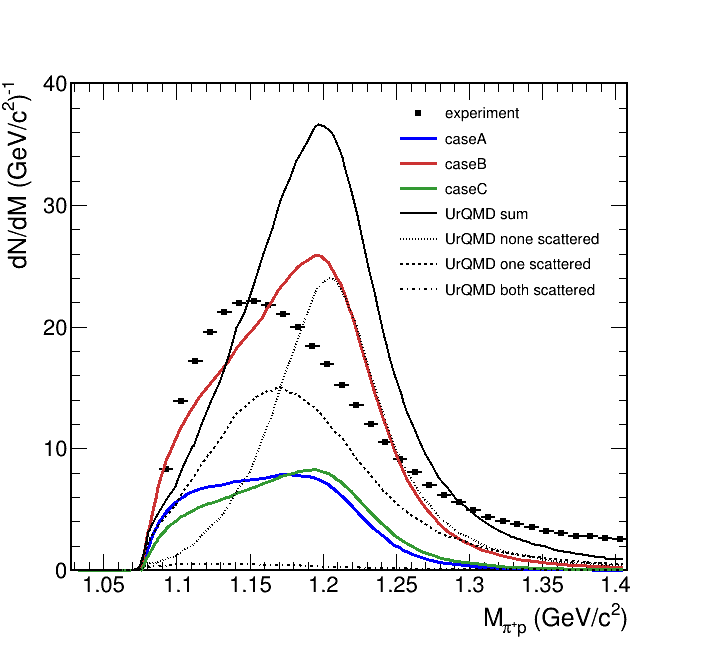 dN/dM (GeV/c²)⁻¹
40
30
20
10
0
experiment
caseA
caseB
caseC
UrQMD sum
UrQMD none scattered
UrQMD one scattered
UrQMD both scattered
1.05 1.1 1.15 1.2 1.25 1.3 1.35 1.4
M_π⁺p (GeV/c²)